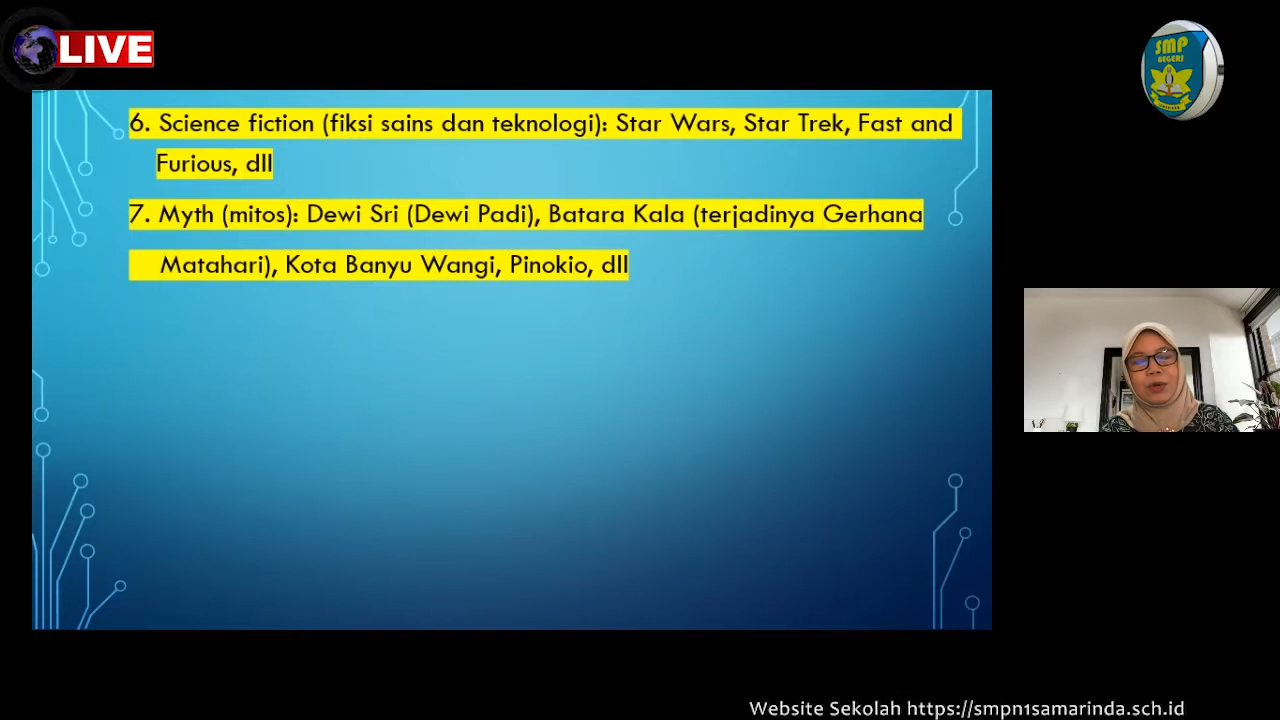 LIVE
SMP
NEGERI
6. Science fiction (fiksi sains dan teknologi): Star Wars, Star Trek, Fast and
Furious, dll
7. Myth (mitos): Dewi Sri (Dewi Padi), Batara Kala (terjadinya Gerhana
Matahari), Kota Banyu Wangi, Pinokio, dll
Website Sekolah https://smpn1samarinda.sch.id